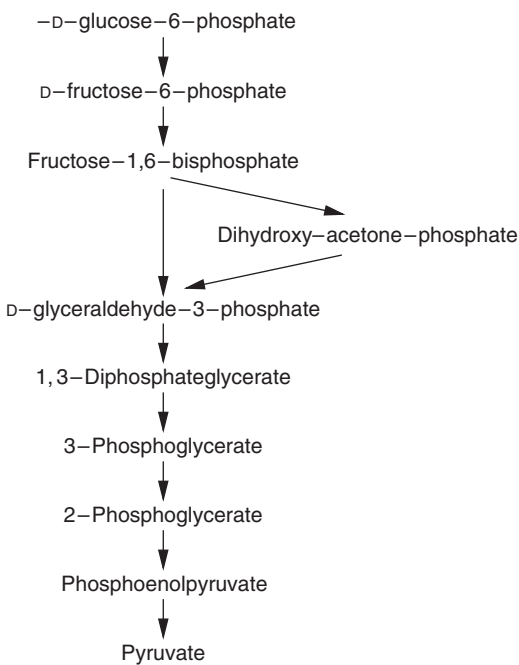 –D–glucose–6–phosphate
D–fructose–6–phosphate
Fructose–1,6–bisphosphate
Dihydroxy–acetone–phosphate
D–glyceraldehyde–3–phosphate
1,3–Diphosphateglycerate
3–Phosphoglycerate
2–Phosphoglycerate
Phosphoenolpyruvate
Pyruvate